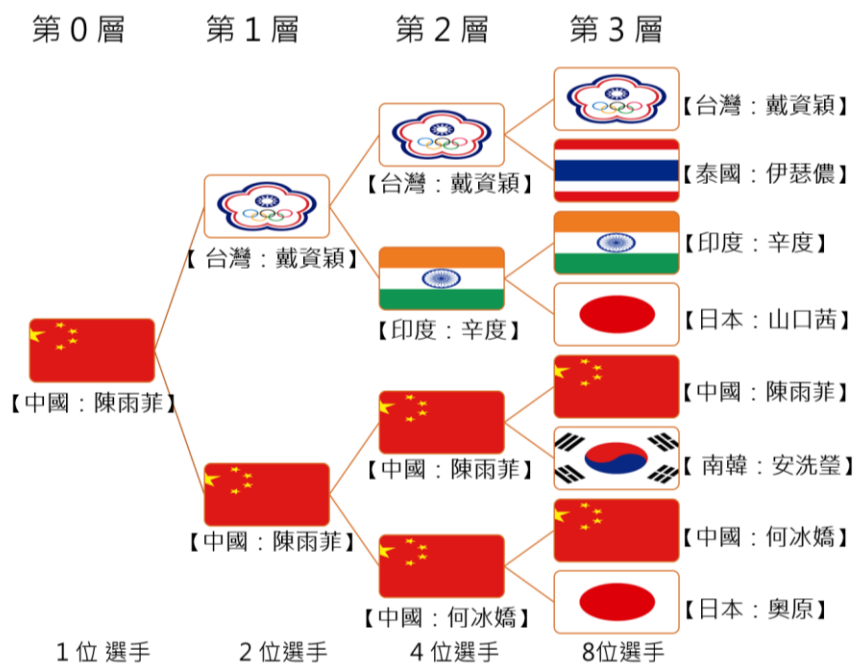 第 0 層
第 1 層
第 2 層
第 3 層
【台灣：戴資穎】
【泰國：伊瑟儂】
【台灣：戴資穎】
【印度：辛度】
【 台灣：戴資穎】
【日本：山口茜】
【印度：辛度】
【中國：陳雨菲】
【中國：陳雨菲】
【 南韓：安洗瑩】
【中國：陳雨菲】
【中國：何冰嬌】
【中國：陳雨菲】
【日本：奧原】
【中國：何冰嬌】
1 位 選手
2 位選手
4 位選手
8位選手